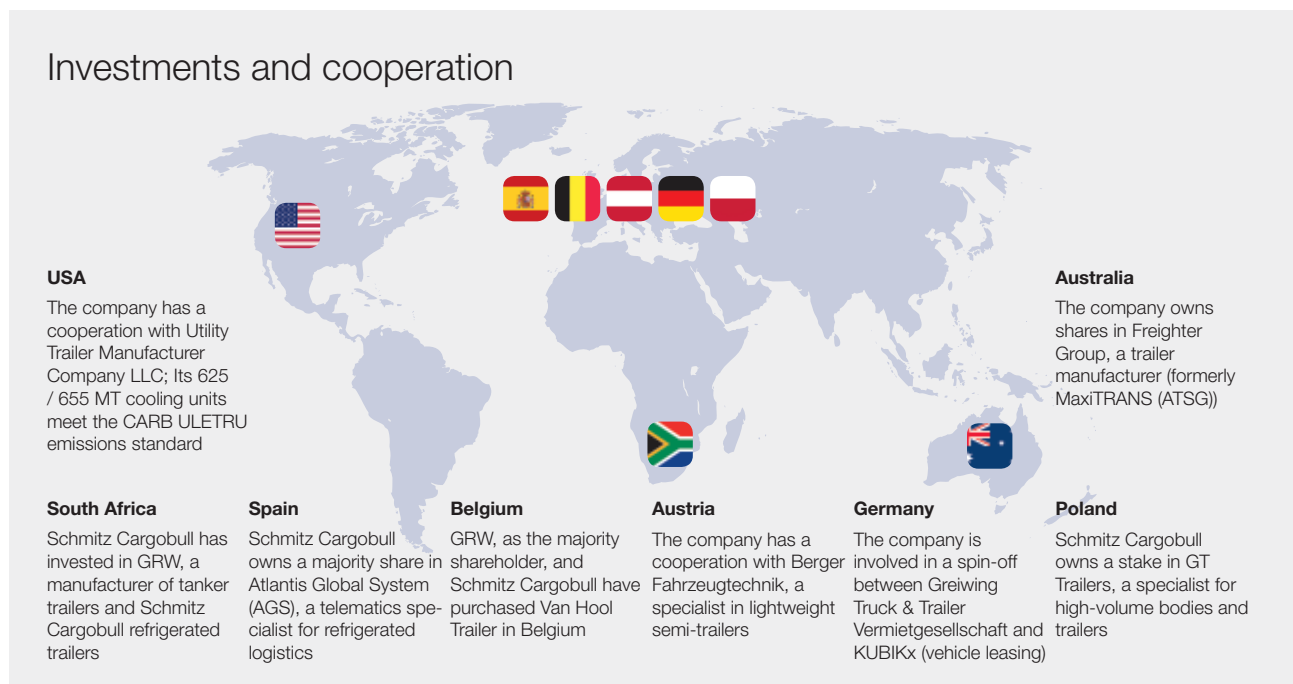 Investments and cooperation
USA
The company has a
cooperation with Utility
Trailer Manufacturer
Company LLC; Its 625
/ 655 MT cooling units
meet the CARB ULETRU
emissions standard
Australia
The company owns
shares in Freighter
Group, a trailer
manufacturer (formerly
MaxiTRANS (ATSG))
South Africa
Schmitz Cargobull has
invested in GRW, a
manufacturer of tanker
trailers and Schmitz
Cargobull refrigerated
trailers
Spain
Schmitz Cargobull
owns a majority share in
Atlantis Global System
(AGS), a telematics spe-
cialist for refrigerated
logistics
Belgium
GRW, as the majority
shareholder, and
Schmitz Cargobull have
purchased Van Hool
Trailer in Belgium
Austria
The company has a
cooperation with Berger
Fahrzeugtechnik, a
specialist in lightweight
semi-trailers
Germany
The company is
involved in a spin-off
between Greiwing
Truck & Trailer
Vermietgesellschaft and
KUBIKx (vehicle leasing)
Poland
Schmitz Cargobull
owns a stake in GT
Trailers, a specialist for
high-volume bodies and
trailers